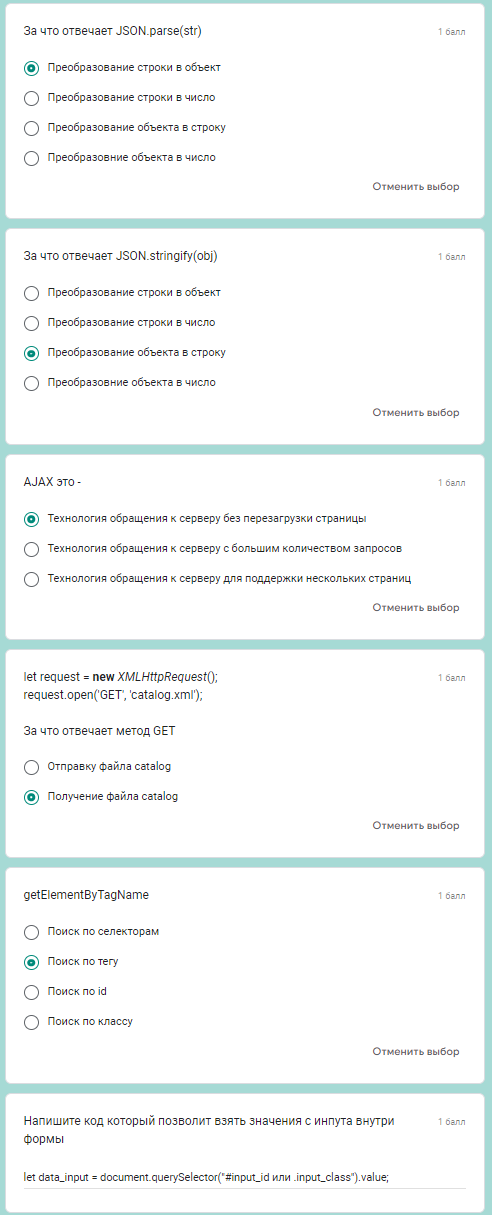 За что отвечает JSON.parse(str)
1 балл
Преобразование строки в объект
Преобразование строки в число
Преобразование объекта в строку
Преобразовние объекта в число
Отменить выбор
За что отвечает JSON.stringify(obj)
1 балл
Преобразование строки в объект
Преобразование строки в число
Преобразование объекта в строку
Преобразовние объекта в число
Отменить выбор
AJAX это -
1 балл
Технология обращения к серверу без перезагрузки страницы
Технология обращения к серверу с большим количеством запросов
Технология обращения к серверу для поддержки нескольких страниц
Отменить выбор
let request = new XMLHttpRequest();
1 балл
request.open('GET', 'catalog.xml');
За что отвечает метод GET
Отправку файла catalog
Получение файла catalog
Отменить выбор
getElementByTagName
1 балл
Поиск по селекторам
Поиск по тегу
Поиск по id
Поиск по классу
Отменить выбор
Напишите код который позволит взять значения с инпута внутри
1 балл
формы
let data_input = document.querySelector("#input_id или .input_class").value;